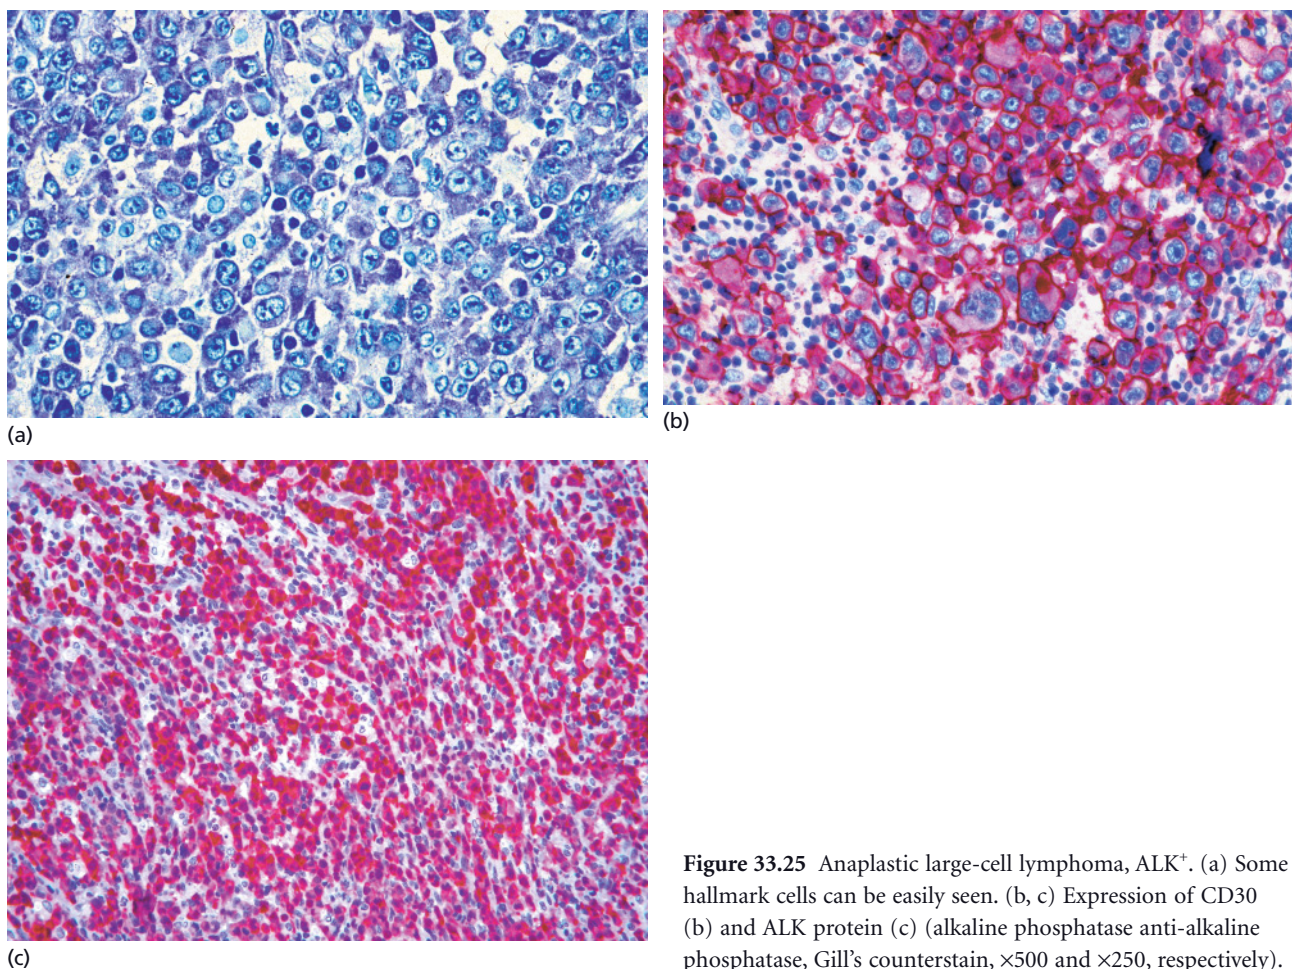 (a)
(b)
(c)
Figure 33.25 Anaplastic large-cell lymphoma, ALK⁺. (a) Some
hallmark cells can be easily seen. (b, c) Expression of CD30
(b) and ALK protein (c) (alkaline phosphatase anti-alkaline
phosphatase, Gill’s counterstain, ×500 and ×250, respectively).